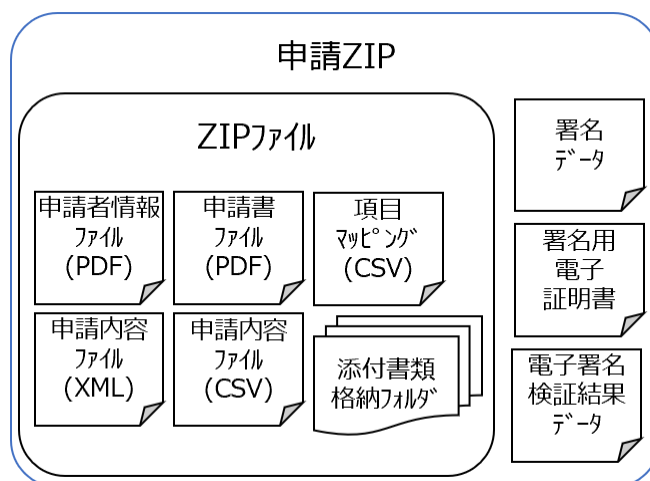 申請ZIP
ZIPﾌｧｲﾙ
申請者情報
ﾌｧｲﾙ
(PDF)
申請書
ﾌｧｲﾙ
(PDF)
項目
ﾏｯﾋﾟﾝｸﾞ
(CSV)
申請内容
ﾌｧｲﾙ
(XML)
申請内容
ﾌｧｲﾙ
(CSV)
添付書類
格納ﾌｫﾙﾀﾞ
署名
ﾃﾞｰﾀ
署名用
電子
証明書
電子署名
検証結果
ﾃﾞｰﾀ